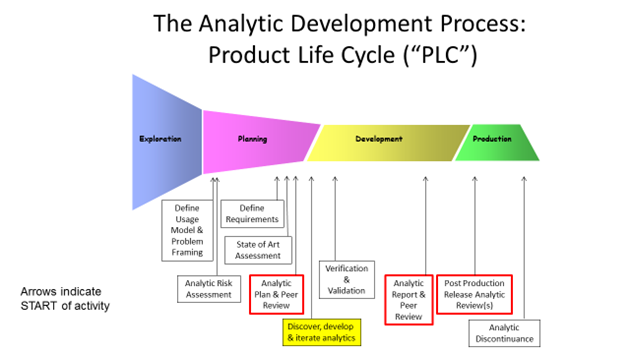 The Analytic Development Process:
Product Life Cycle (“PLC”)
Exploration
Planning
Development
Production
Define
Usage
Model &
Problem
Framing
Define
Requirements
State of Art
Assessment
Analytic Risk
Assessment
Analytic
Plan & Peer
Review
Discover, develop
& iterate analytics
Verification
&
Validation
Analytic
Report &
Peer
Review
Post Production
Release Analytic
Review(s)
Analytic
Discontinuance
Arrows indicate
START of activity